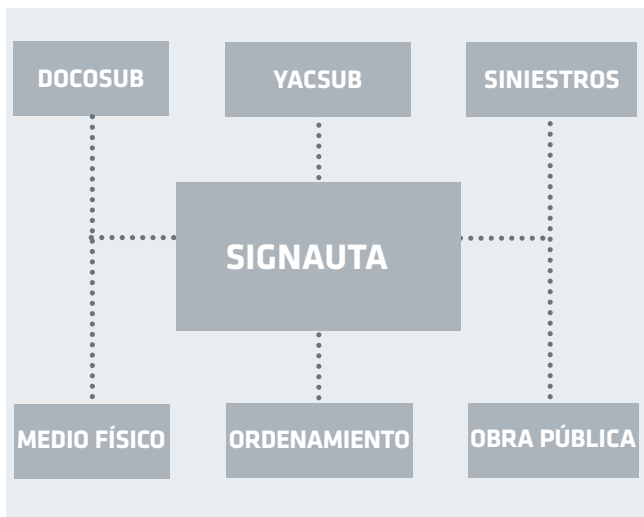 DOCOSUB
YACSUB
SINIESTROS
SIGNAUTA
MEDIO FÍSICO
ORDENAMIENTO
OBRA PÚBLICA